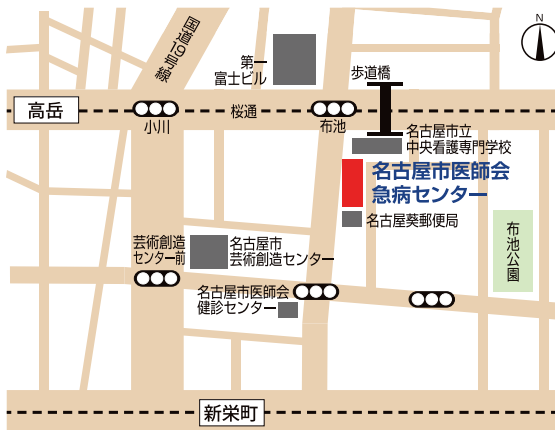 N
国道19号線
第一
富士ビル
歩道橋
高岳
桜通
小川
布池
名古屋市立
中央看護専門学校
名古屋市医師会
急病センター
名古屋葵郵便局
布池公園
芸術創造
センター前
名古屋市
芸術創造センター
名古屋市医師会
健診センター
新栄町